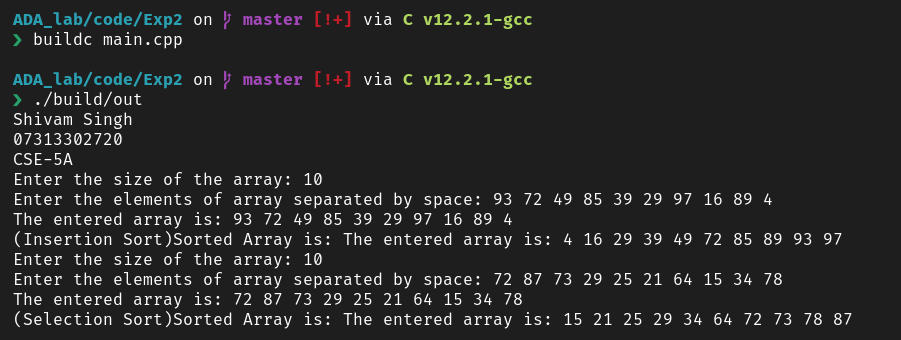 ADA_lab/code/Exp2 on master [!+] via C v12.2.1-gcc
❯ buildc main.cpp
ADA_lab/code/Exp2 on master [!+] via C v12.2.1-gcc
❯ ./build/out
Shivam Singh
07313302720
CSE-5A
Enter the size of the array: 10
Enter the elements of array separated by space: 93 72 49 85 39 29 97 16 89 4
The entered array is: 93 72 49 85 39 29 97 16 89 4
(Insertion Sort)Sorted Array is: The entered array is: 4 16 29 39 49 72 85 89 93 97
Enter the size of the array: 10
Enter the elements of array separated by space: 72 87 73 29 25 21 64 15 34 78
The entered array is: 72 87 73 29 25 21 64 15 34 78
(Selection Sort)Sorted Array is: The entered array is: 15 21 25 29 34 64 72 73 78 87